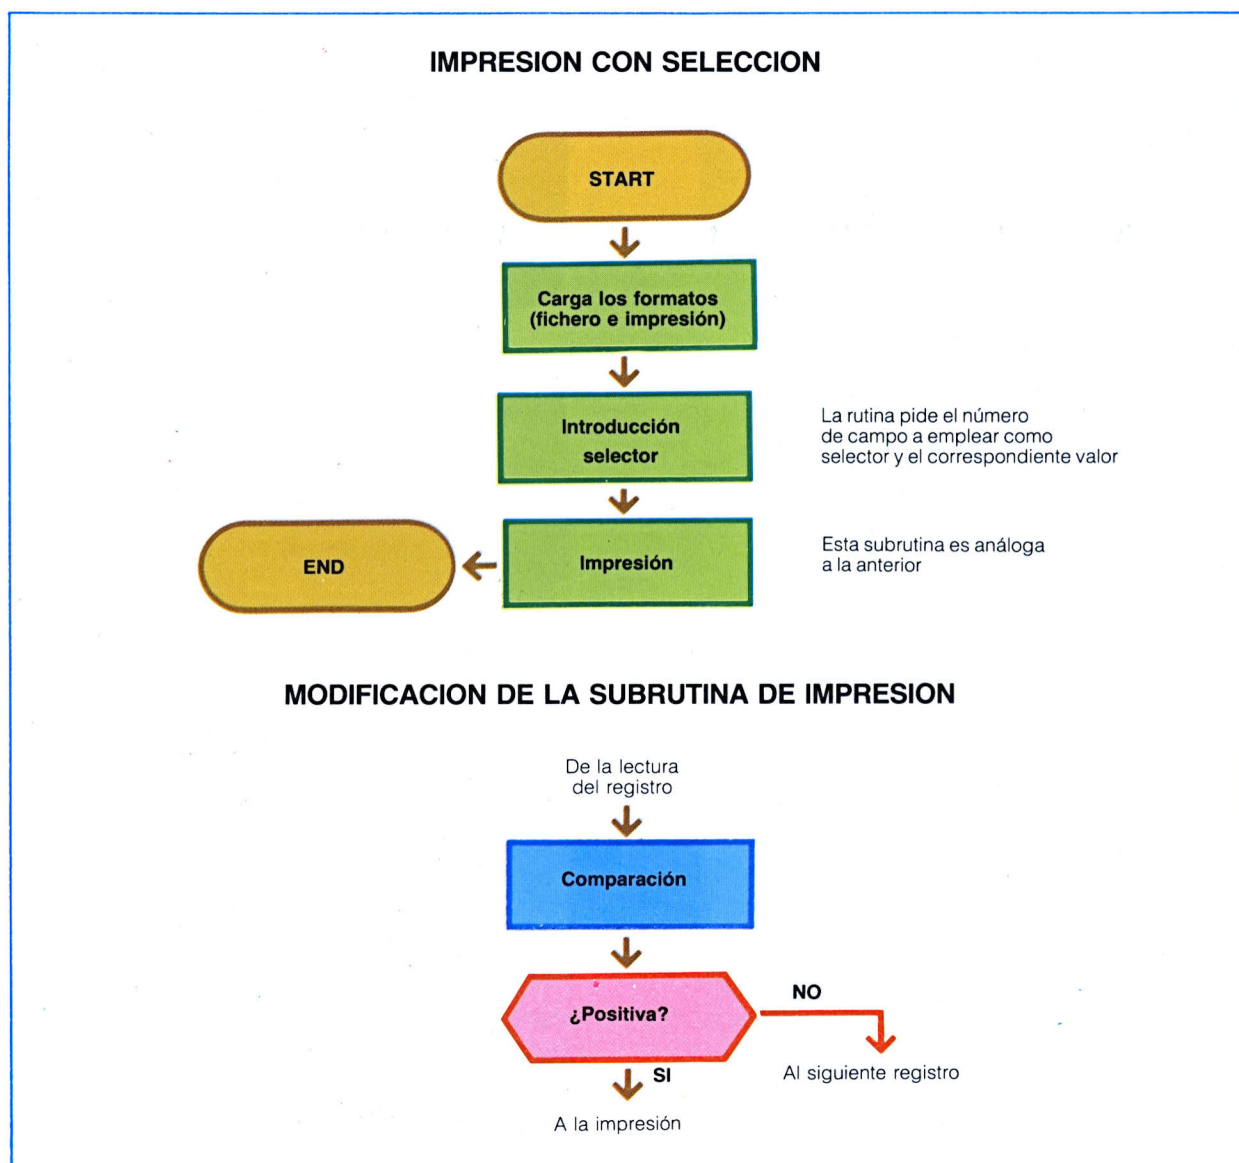 IMPRESION CON SELECCION
START
Carga los formatos
(fichero e impresión)
Introducción
selector
La rutina pide el número
de campo a emplear como
selector y el correspondiente valor
Impresión
Esta subrutina es análoga
a la anterior
END
MODIFICACION DE LA SUBRUTINA DE IMPRESION
De la lectura
del registro
Comparación
¿Positiva?
NO
SI
Al siguiente registro
A la impresión